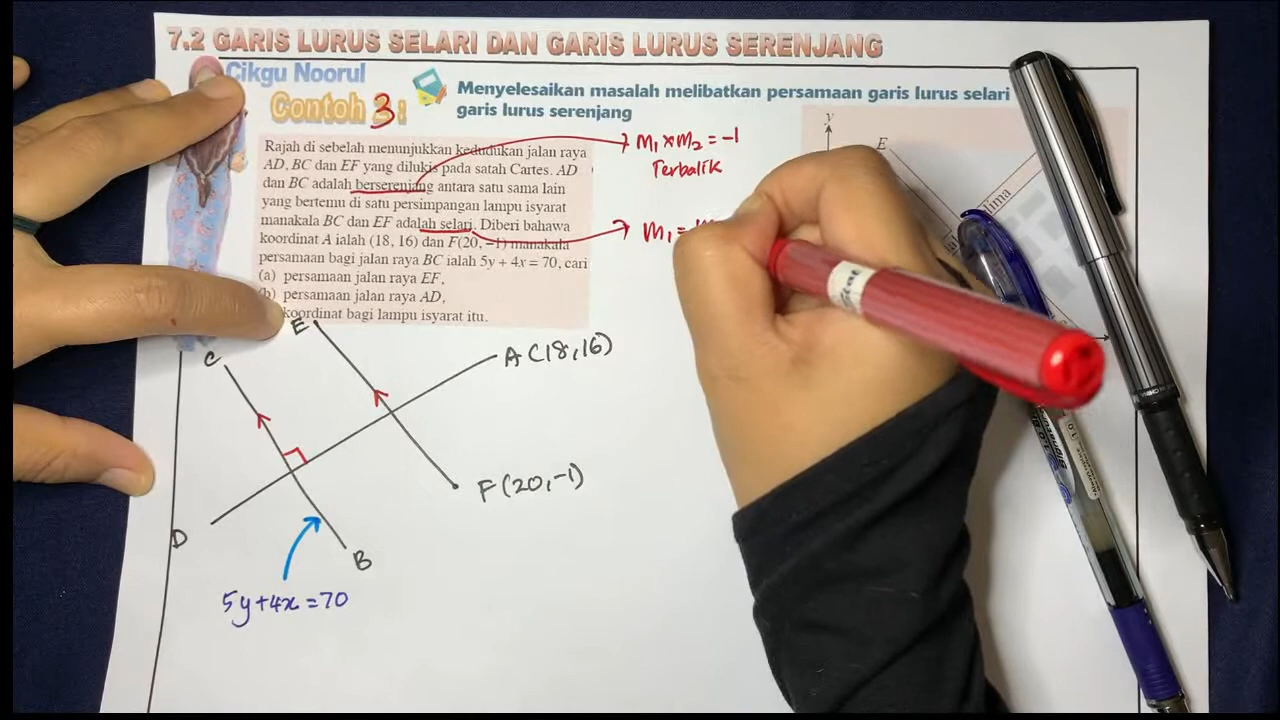 7.2 GARIS LURUS SELARI DAN GARIS LURUS SERENJANG
Cikgu Noorul
Contoh 3:
Menyelesaikan masalah melibatkan persamaan garis lurus selari
garis lurus serenjang
Rajah di sebelah menunjukkan kedudukan jalan raya
AD, BC dan EF yang dilukis pada satah Cartes. AD
dan BC adalah berserenjang antara satu sama lain
yang bertemu di satu persimpangan lampu isyarat
manakala BC dan EF adalah selari. Diberi bahawa
koordinat A ialah (18, 16) dan F(20, −1) manakala
persamaan bagi jalan raya BC ialah 5y + 4x = 70, cari
(a) persamaan jalan raya EF,
(b) persamaan jalan raya AD,
koordinat bagi lampu isyarat itu.
m₁ × m₂ = −1
Terbalik
m₁ =
y
E
lima
E
C
A (18,16)
F(20,−1)
D
B
5y+4x=70
Signature